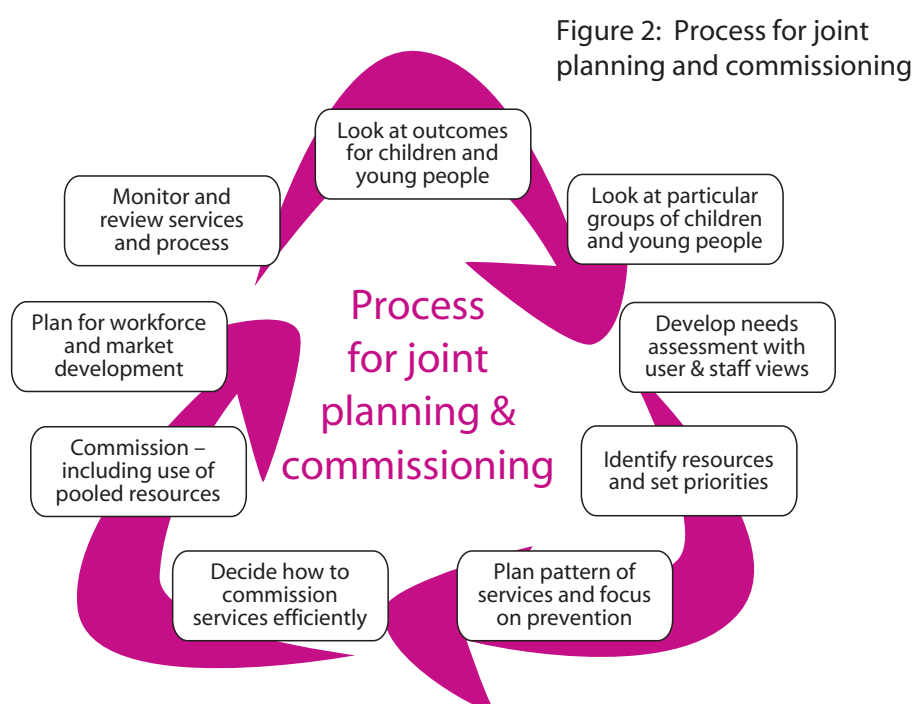 Figure 2: Process for joint
planning and commissioning
Look at outcomes
for children and
young people
Look at particular
groups of children
and young people
Develop needs
assessment with
user & staff views
Identify resources
and set priorities
Plan pattern of
services and focus
on prevention
Decide how to
commission
services efficiently
Commission –
including use of
pooled resources
Plan for workforce
and market
development
Monitor and
review services
and process
Process
for joint
planning &
commissioning